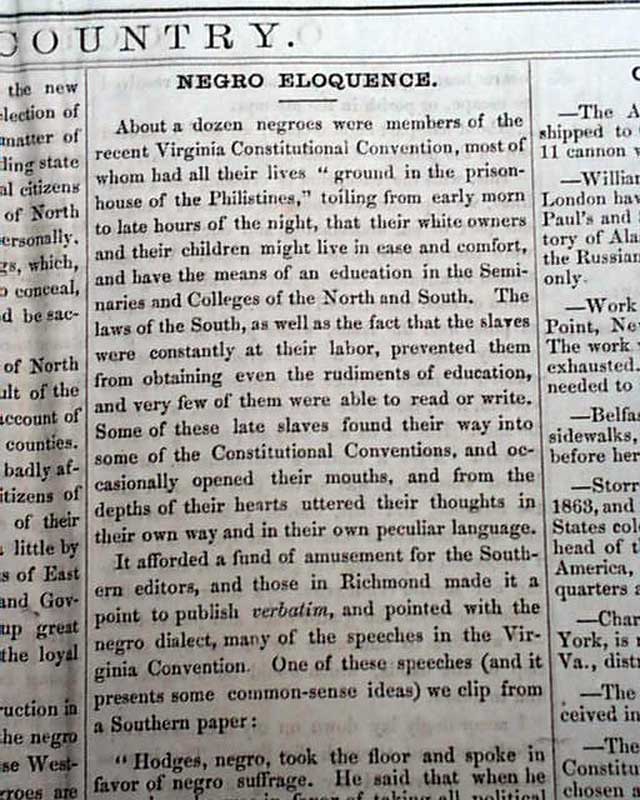 COUNTRY.
the new
election of
matter of
ding state
al citizens
of North
ersonally.
gs, which,
conceal,
d be sac-
of North
ult of the
account of
counties.
badly af-
itizens of
of their
little by
s of East
and Gov-
up great
the loyal
ruction in
the negro
se West-
groes are
NEGRO ELOQUENCE.
About a dozen negroes were members of the
recent Virginia Constitutional Convention, most of
whom had all their lives "ground in the prison-
house of the Philistines," toiling from early morn
to late hours of the night, that their white owners
and their children might live in ease and comfort,
and have the means of an education in the Semi-
naries and Colleges of the North and South. The
laws of the South, as well as the fact that the slaves
were constantly at their labor, prevented them
from obtaining even the rudiments of education,
and very few of them were able to read or write.
Some of these late slaves found their way into
some of the Constitutional Conventions, and oc-
casionally opened their mouths, and from the
depths of their hearts uttered their thoughts in
their own way and in their own peculiar language.
It afforded a fund of amusement for the South-
ern editors, and those in Richmond made it a
point to publish verbatim, and pointed with the
negro dialect, many of the speeches in the Vir-
ginia Convention. One of these speeches (and it
presents some common-sense ideas) we clip from
a Southern paper:
"Hodges, negro, took the floor and spoke in
favor of negro suffrage. He said that when he
in favor of taking all political
—The A
shipped to
11 cannon
—Willian
London hav
Paul's and
tory of Ala
the Russian
only.
—Work
Point, Ne
The work
exhausted.
needed to
—Belfas
sidewalks,
before her
—Storr
1863, and
States col
head of th
America,
quarters a
—Char
York, is
Va., distr
—The
ceived in
—The
Constitu
chosen a